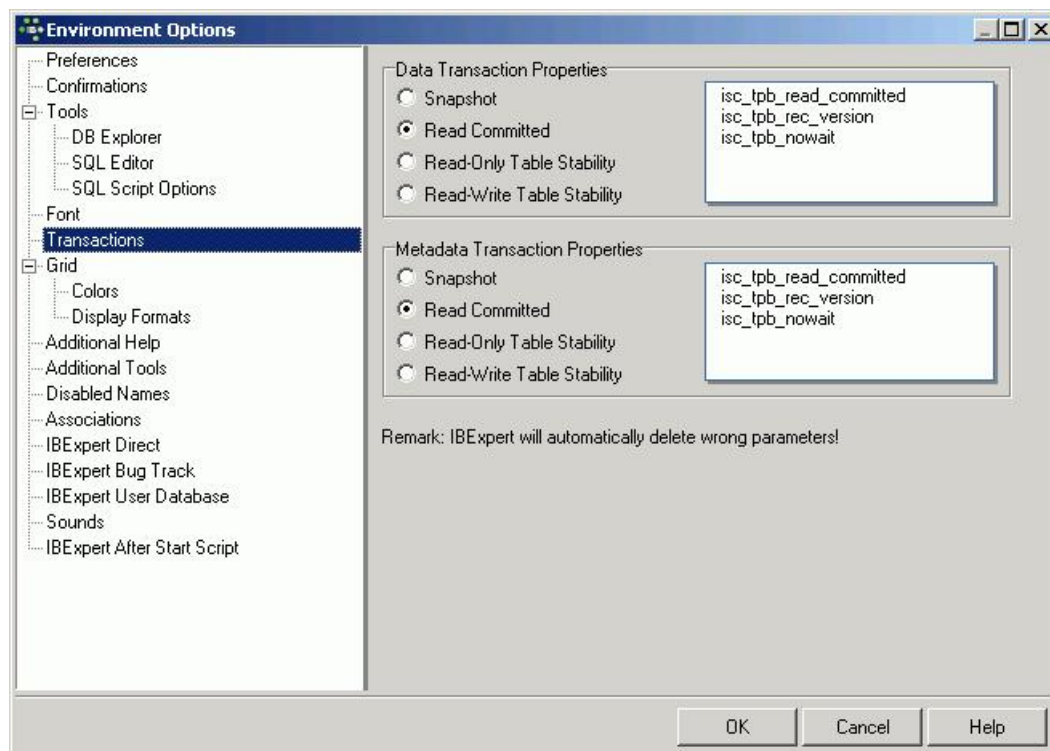 Environment Options
Preferences
Confirmations
Tools
DB Explorer
SQL Editor
SQL Script Options
Font
Transactions
Grid
Colors
Display Formats
Additional Help
Additional Tools
Disabled Names
Associations
IBExpert Direct
IBExpert Bug Track
IBExpert User Database
Sounds
IBExpert After Start Script
Data Transaction Properties
Snapshot
Read Committed
Read-Only Table Stability
Read-Write Table Stability
isc_tpb_read_committed
isc_tpb_rec_version
isc_tpb_nowait
Metadata Transaction Properties
Snapshot
Read Committed
Read-Only Table Stability
Read-Write Table Stability
isc_tpb_read_committed
isc_tpb_rec_version
isc_tpb_nowait
Remark: IBExpert will automatically delete wrong parameters!
OK
Cancel
Help